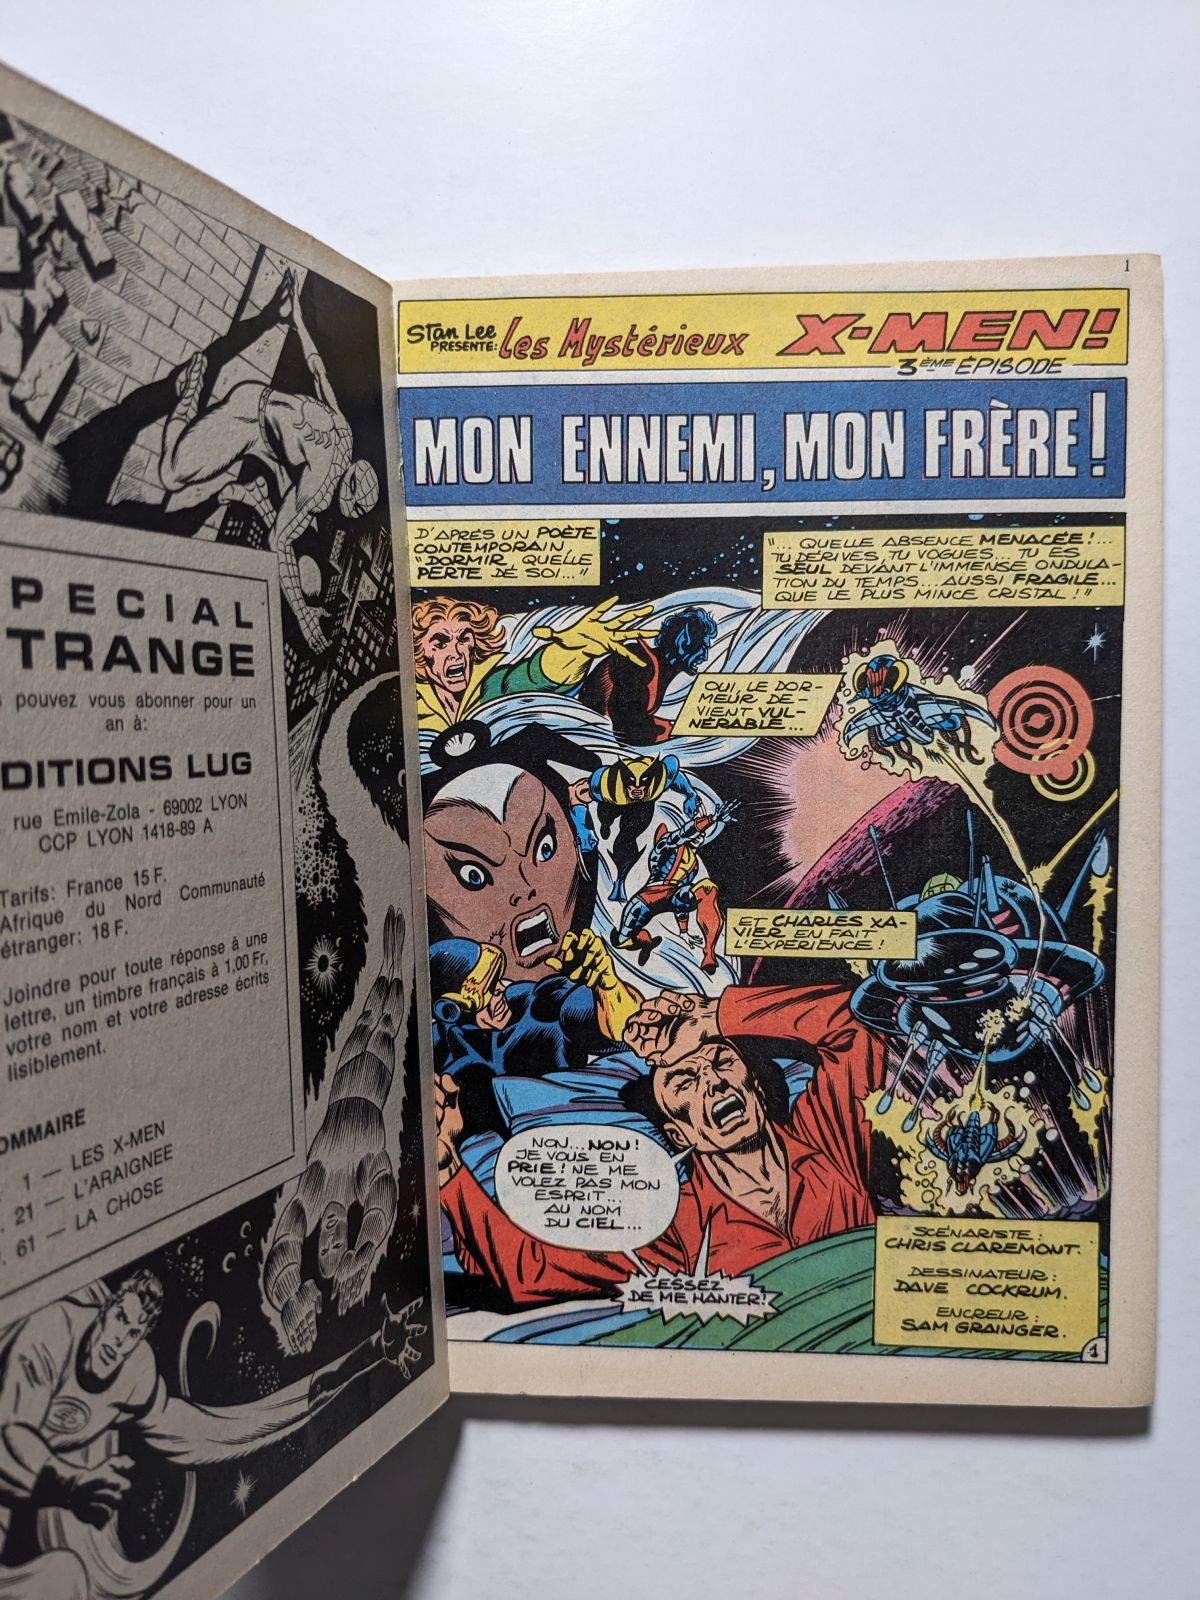 PECIAL
TRANGE
pouvez vous abonner pour un
an à:
DITIONS LUG
rue Emile-Zola - 69002 LYON
CCP LYON 1418-89 A
Tarifs: France 15 F.
Afrique du Nord Communauté
étranger: 18 F.
Joindre pour toute réponse à une
lettre, un timbre français à 1,00 Fr,
votre nom et votre adresse écrits
lisiblement.
OMMAIRE
1 — LES X-MEN
21 — L'ARAIGNEE
61 — LA CHOSE
1
Stan Lee
PRESENTE:
Les Mystérieux
X-MEN!
3ÈME ÉPISODE
MON ENNEMI, MON FRÈRE!
D'APRÈS UN POÈTE
CONTEMPORAIN
"DORMIR, QUELLE
PERTE DE SOI..."
"... QUELLE ABSENCE MENACÉE!...
TU DÉRIVES, TU VOGUES... TU ES
SEUL DEVANT L'IMMENSE ONDULA-
TION DU TEMPS... AUSSI FRAGILE...
QUE LE PLUS MINCE CRISTAL!"
OUI, LE DOR-
MEUR DE-
VIENT VUL-
NÉRABLE...
ET CHARLES XA-
VIER EN FAIT
L'EXPÉRIENCE!
NON... NON!
JE VOUS EN
PRIE! NE ME
VOLEZ PAS MON
ESPRIT...
AU NOM
DU CIEL...
CESSEZ
DE ME HANTER!
SCÉNARISTE:
CHRIS CLAREMONT.
DESSINATEUR:
DAVE COCKRUM.
ENCREUR:
SAM GRAINGER.
1